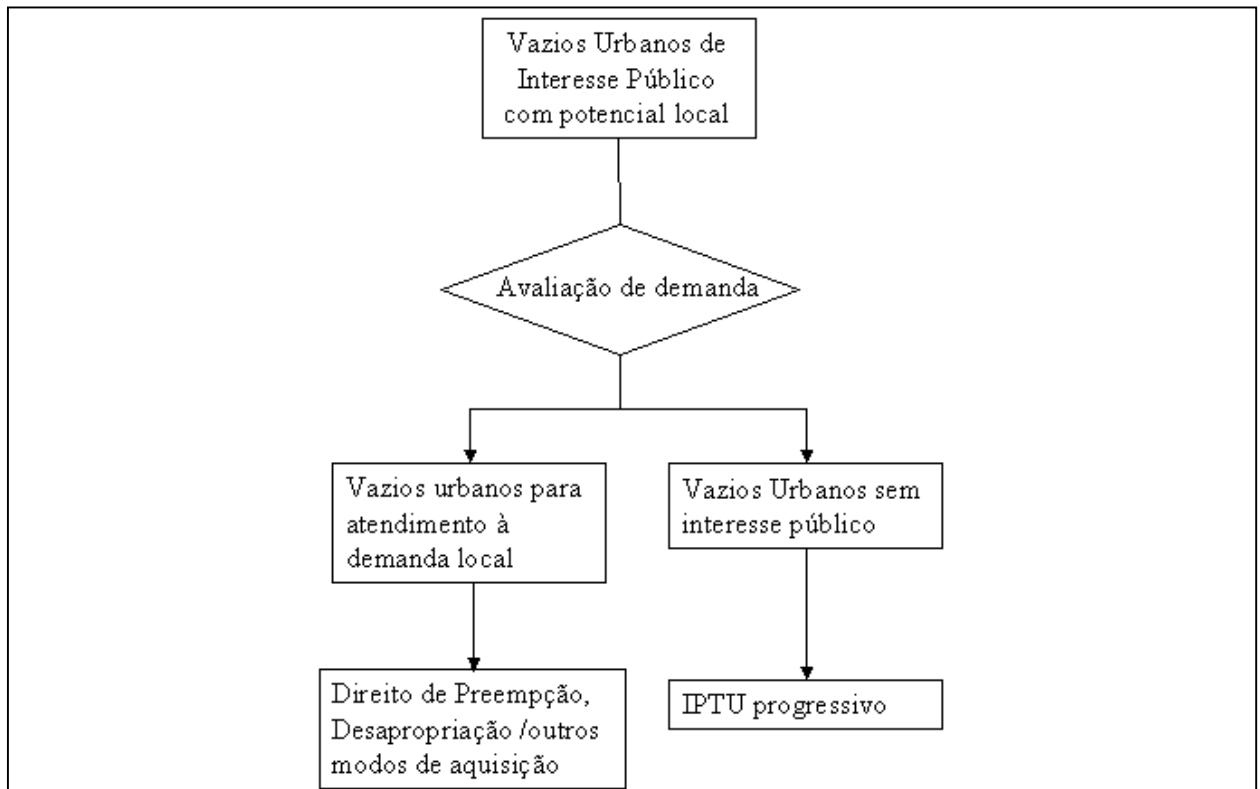 Vazios Urbanos de
Interesse Público
com potencial local
Avaliação de demanda
Vazios urbanos para
atendimento à
demanda local
Vazios Urbanos sem
interesse público
Direito de Preempção,
Desapropriação /outros
modos de aquisição
IPTU progressivo